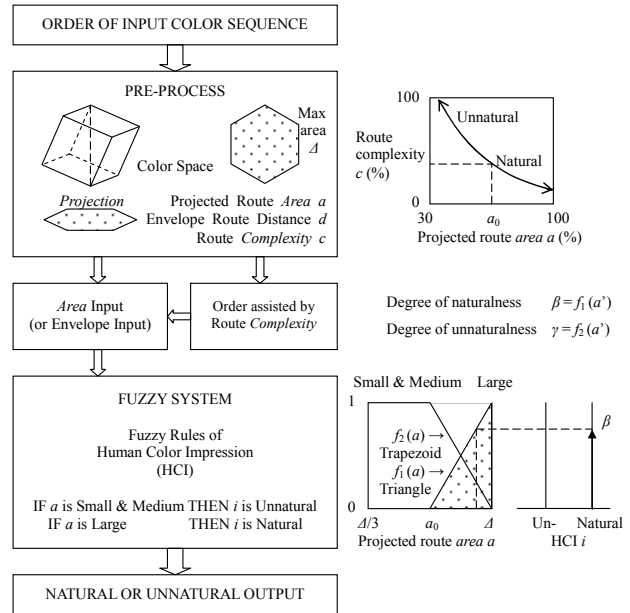 ORDER OF INPUT COLOR SEQUENCE
PRE-PROCESS
Max
area
Δ
Color Space
Projection
Projected Route Area a
Envelope Route Distance d
Route Complexity c
Area Input
(or Envelope Input)
Order assisted by
Route Complexity
FUZZY SYSTEM
Fuzzy Rules of
Human Color Impression
(HCI)
IF a is Small & Medium THEN i is Unnatural
IF a is Large THEN i is Natural
NATURAL OR UNNATURAL OUTPUT
100
Unnatural
Route
complexity
c (%)
Natural
0
30 a0 100
Projected route area a (%)
Degree of naturalness β = f1 (a’)
Degree of unnaturalness γ = f2 (a’)
Small & Medium Large
1
f2 (a) →
Trapezoid
f1 (a) →
Triangle
0
Δ/3 a0 Δ
Projected route area a
β
Un- Natural
HCI i